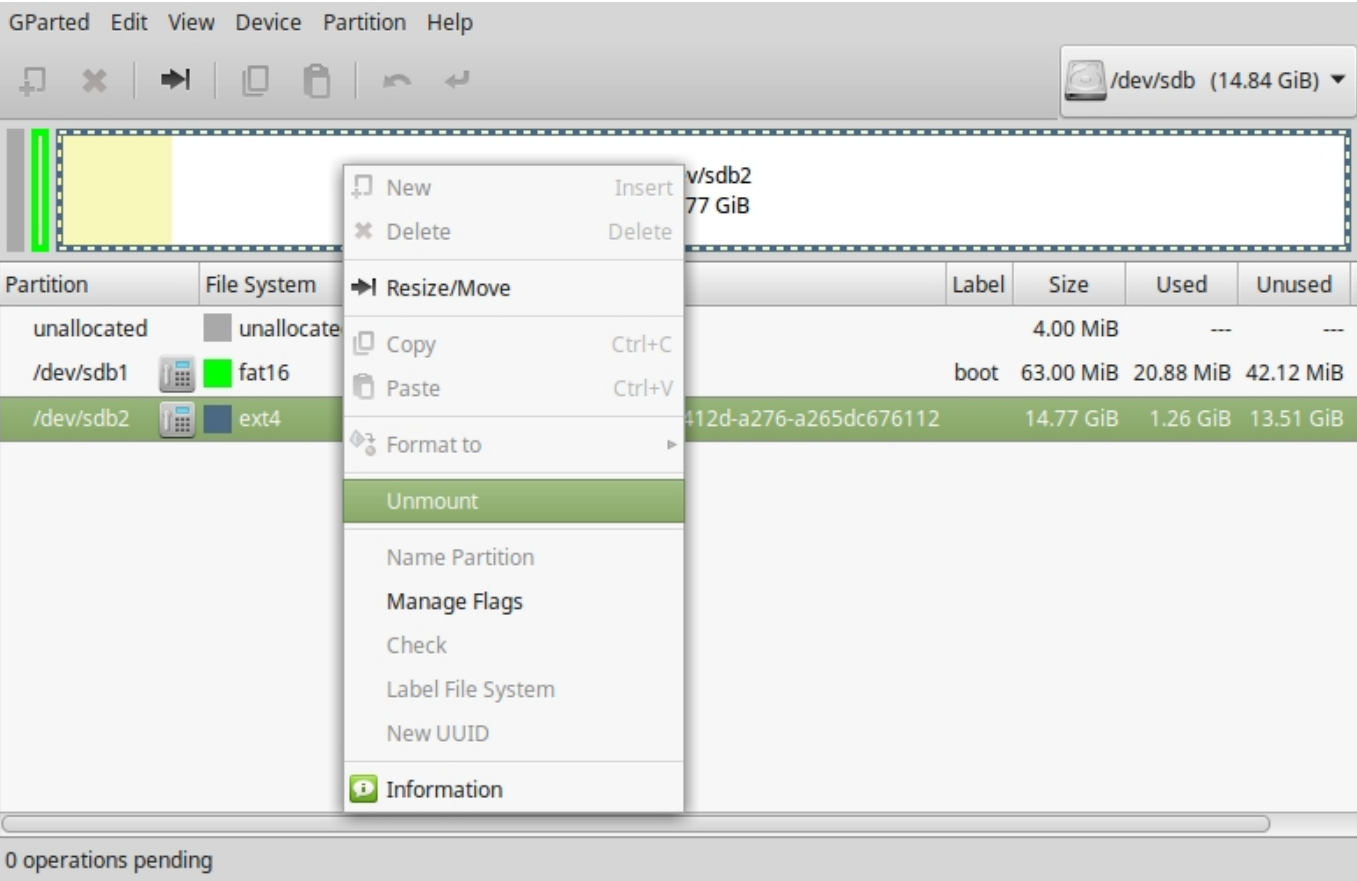 GParted Edit View Device Partition Help
/dev/sdb (14.84 GiB)
v/sdb2
77 GiB
New Insert
Delete Delete
Resize/Move
Copy Ctrl+C
Paste Ctrl+V
Format to
Unmount
Name Partition
Manage Flags
Check
Label File System
New UUID
Information
Partition File System Label Size Used Unused
unallocated unallocate 4.00 MiB --- ---
/dev/sdb1 fat16 boot 63.00 MiB 20.88 MiB 42.12 MiB
/dev/sdb2 ext4 412d-a276-a265dc676112 14.77 GiB 1.26 GiB 13.51 GiB
0 operations pending